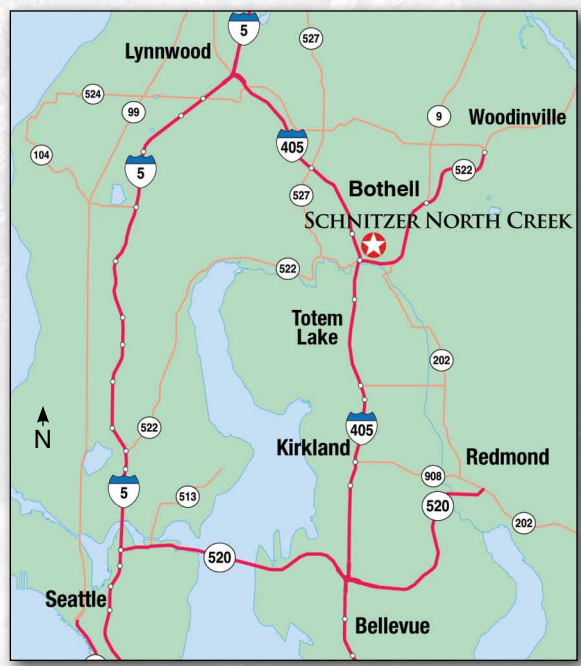 5
527
Lynnwood
524
99
9
Woodinville
405
104
5
522
Bothell
527
SCHNITZER NORTH CREEK
522
Totem
Lake
202
N
522
405
Kirkland
Redmond
908
5
513
520
202
520
Seattle
Bellevue